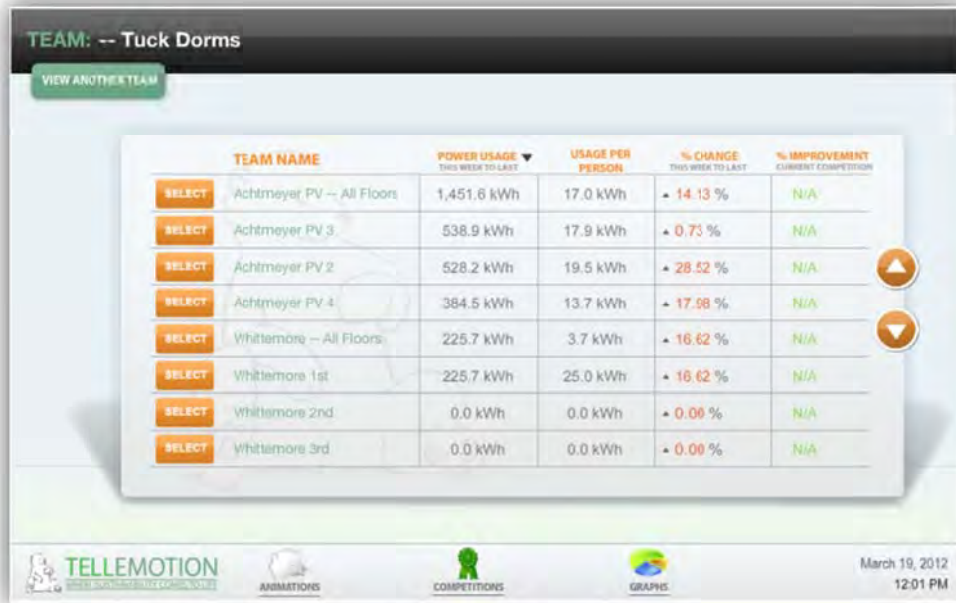 TEAM: -- Tuck Dorms
VIEW ANOTHER TEAM
TEAM NAME POWER USAGE ▼ USAGE PER PERSON % CHANGE % IMPROVEMENT
THIS WEEK TO LAST THIS WEEK TO LAST CURRENT COMPETITION
SELECT Achtmeyer PV -- All Floors 1,451.6 kWh 17.0 kWh ▲ 14.13 % N/A
SELECT Achtmeyer PV 3 538.9 kWh 17.9 kWh ▲ 0.73 % N/A
SELECT Achtmeyer PV 2 528.2 kWh 19.5 kWh ▲ 28.52 % N/A
SELECT Achtmeyer PV 4 384.5 kWh 13.7 kWh ▲ 17.98 % N/A
SELECT Whittemore -- All Floors 225.7 kWh 3.7 kWh ▲ 16.62 % N/A
SELECT Whittemore 1st 225.7 kWh 25.0 kWh ▲ 16.62 % N/A
SELECT Whittemore 2nd 0.0 kWh 0.0 kWh ▲ 0.00 % N/A
SELECT Whittemore 3rd 0.0 kWh 0.0 kWh ▲ 0.00 % N/A
TELLEMOTION
ANIMATIONS COMPETITIONS GRAPHS
March 19, 2012
12:01 PM